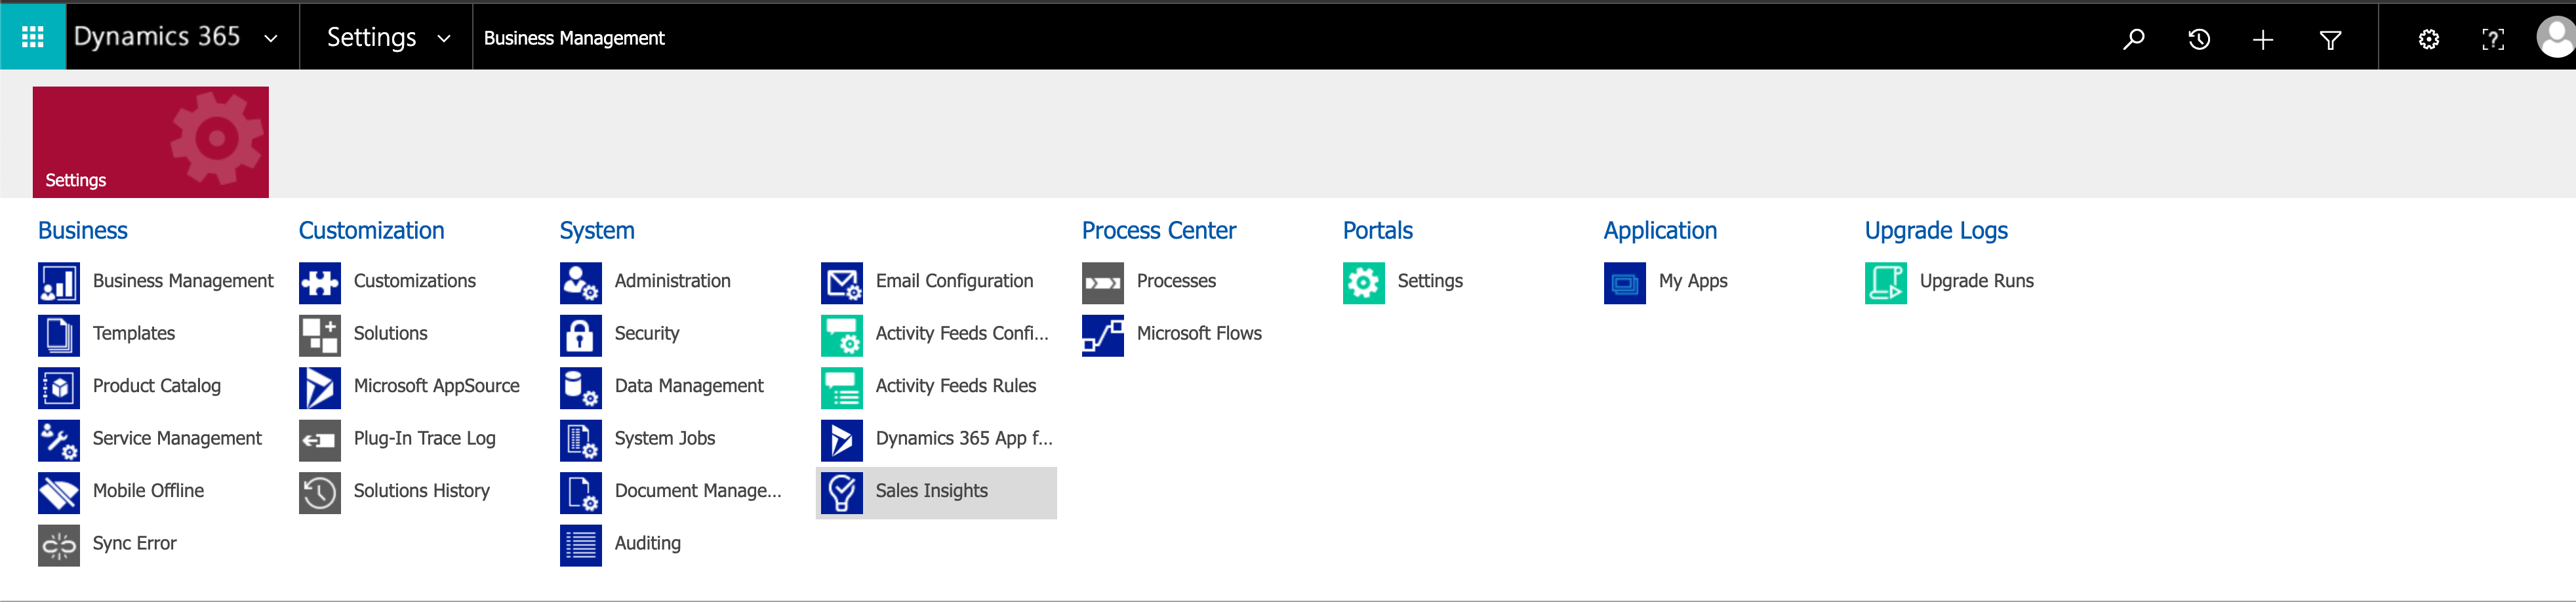 Dynamics 365
Settings
Business Management
Settings
Business
Business Management
Templates
Product Catalog
Service Management
Mobile Offline
Sync Error
Customization
Customizations
Solutions
Microsoft AppSource
Plug-In Trace Log
Solutions History
System
Administration
Security
Data Management
System Jobs
Document Manage...
Auditing
Email Configuration
Activity Feeds Confi...
Activity Feeds Rules
Dynamics 365 App f...
Sales Insights
Process Center
Processes
Microsoft Flows
Portals
Settings
Application
My Apps
Upgrade Logs
Upgrade Runs